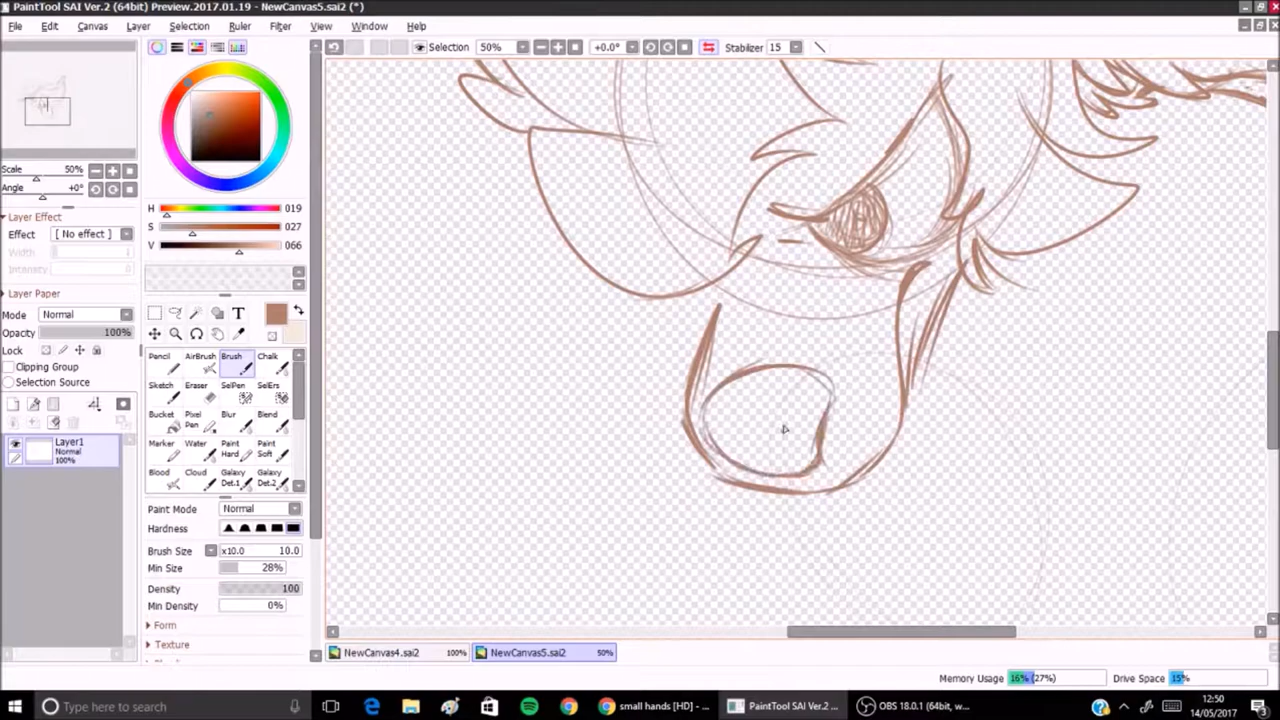 PaintTool SAI Ver.2 (64bit) Preview.2017.01.19 - NewCanvas5.sai2 (*)
File Edit Canvas Layer Selection Ruler Filter View Window Help
Selection 50% +0.0° Stabilizer 15
Scale 50%
Angle +0°
Layer Effect
Effect [ No effect ]
Width 1
Intensity
Layer Paper
Mode Normal
Opacity 100%
Lock
Clipping Group
Selection Source
Layer1
Normal
100%
H 019
S 027
V 066
T
Pencil AirBrush Brush Chalk
Sketch Eraser SelPen SelErs
Bucket Pixel Pen Blur Blend
Marker Water Paint Hard Paint Soft
Blood Cloud Galaxy Det.1 Galaxy Det.2
Paint Mode Normal
Hardness
Brush Size x10.0 10.0
Min Size 28%
Density 100
Min Density 0%
Form
Texture
NewCanvas4.sai2 100% NewCanvas5.sai2 50%
Memory Usage 16% (27%) Drive Space 15%
Type here to search
small hands [HD] - ... PaintTool SAI Ver.2 ... OBS 18.0.1 (64bit, w...
12:50
14/05/2017